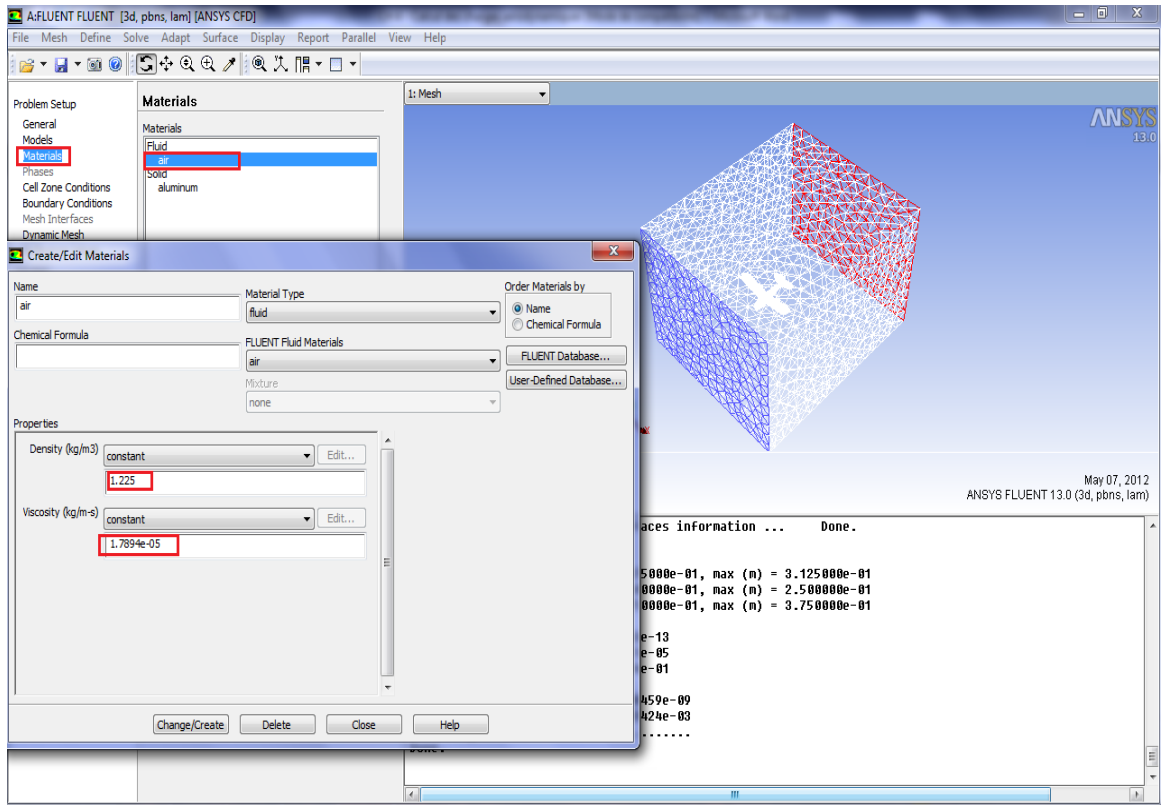 A:FLUENT FLUENT [3d, pbns, lam] [ANSYS CFD]
File Mesh Define Solve Adapt Surface Display Report Parallel View Help
Problem Setup
General
Models
Materials
Phases
Cell Zone Conditions
Boundary Conditions
Mesh Interfaces
Dynamic Mesh
Materials
Materials
Fluid
air
Solid
aluminum
1: Mesh
ANSYS
13.0
Create/Edit Materials
Name
air
Chemical Formula
Material Type
fluid
FLUENT Fluid Materials
air
Mixture
none
Order Materials by
Name
Chemical Formula
FLUENT Database...
User-Defined Database...
Properties
Density (kg/m3)
constant
Edit...
1.225
Viscosity (kg/m-s)
constant
Edit...
1.7894e-05
Change/Create Delete Close Help
May 07, 2012
ANSYS FLUENT 13.0 (3d, pbns, lam)
aces information ... Done.
5000e-01, max (m) = 3.125000e-01
0000e-01, max (m) = 2.500000e-01
0000e-01, max (m) = 3.750000e-01
e-13
e-05
e-01
459e-09
424e-03
.......
Done.